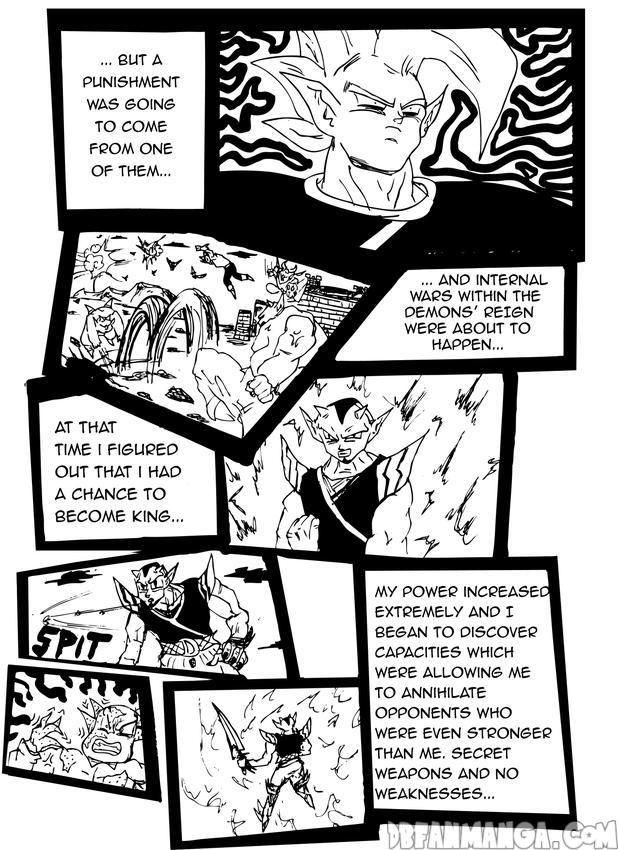 ... BUT A
PUNISHMENT
WAS GOING
TO COME
FROM ONE
OF THEM...
... AND INTERNAL
WARS WITHIN THE
DEMONS' REIGN
WERE ABOUT TO
HAPPEN...
AT THAT
TIME I FIGURED
OUT THAT I HAD
A CHANCE TO
BECOME KING...
SPIT
MY POWER INCREASED
EXTREMELY AND I
BEGAN TO DISCOVER
CAPACITIES WHICH
WERE ALLOWING ME
TO ANNIHILATE
OPPONENTS WHO
WERE EVEN STRONGER
THAN ME. SECRET
WEAPONS AND NO
WEAKNESSES...
DBFANMANGA.COM